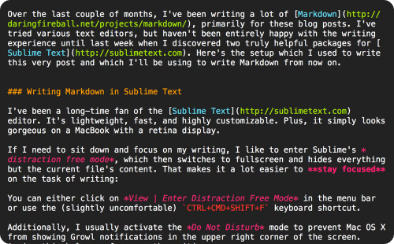 Over the last couple of months, I've been writing a lot of [Markdown](http://
daringfireball.net/projects/markdown/), primarily for these blog posts. I've
tried various text editors, but haven't been entirely happy with the writing
experience until last week when I discovered two truly helpful packages for [
Sublime Text](http://sublimetext.com). Here's the setup which I used to write
this very post and which I'll be using to write Markdown from now on.
### Writing Markdown in Sublime Text
I've been a long-time fan of the [Sublime Text](http://sublimetext.com)
editor. It's lightweight, fast, and highly customizable. Plus, it simply looks
gorgeous on a MacBook with a retina display.
If I need to sit down and focus on my writing, I like to enter Sublime's *
distraction free mode*, which then switches to fullscreen and hides everything
but the current file's content. That makes it a lot easier to **stay focused**
on the task of writing:
You can either click on *View | Enter Distraction Free Mode* in the menu bar
or use the (slightly uncomfortable) `CTRL+CMD+SHIFT+F` keyboard shortcut.
Additionally, I usually activate the *Do Not Disturb* mode to prevent Mac OS X
from showing Growl notifications in the upper right corner of the screen.